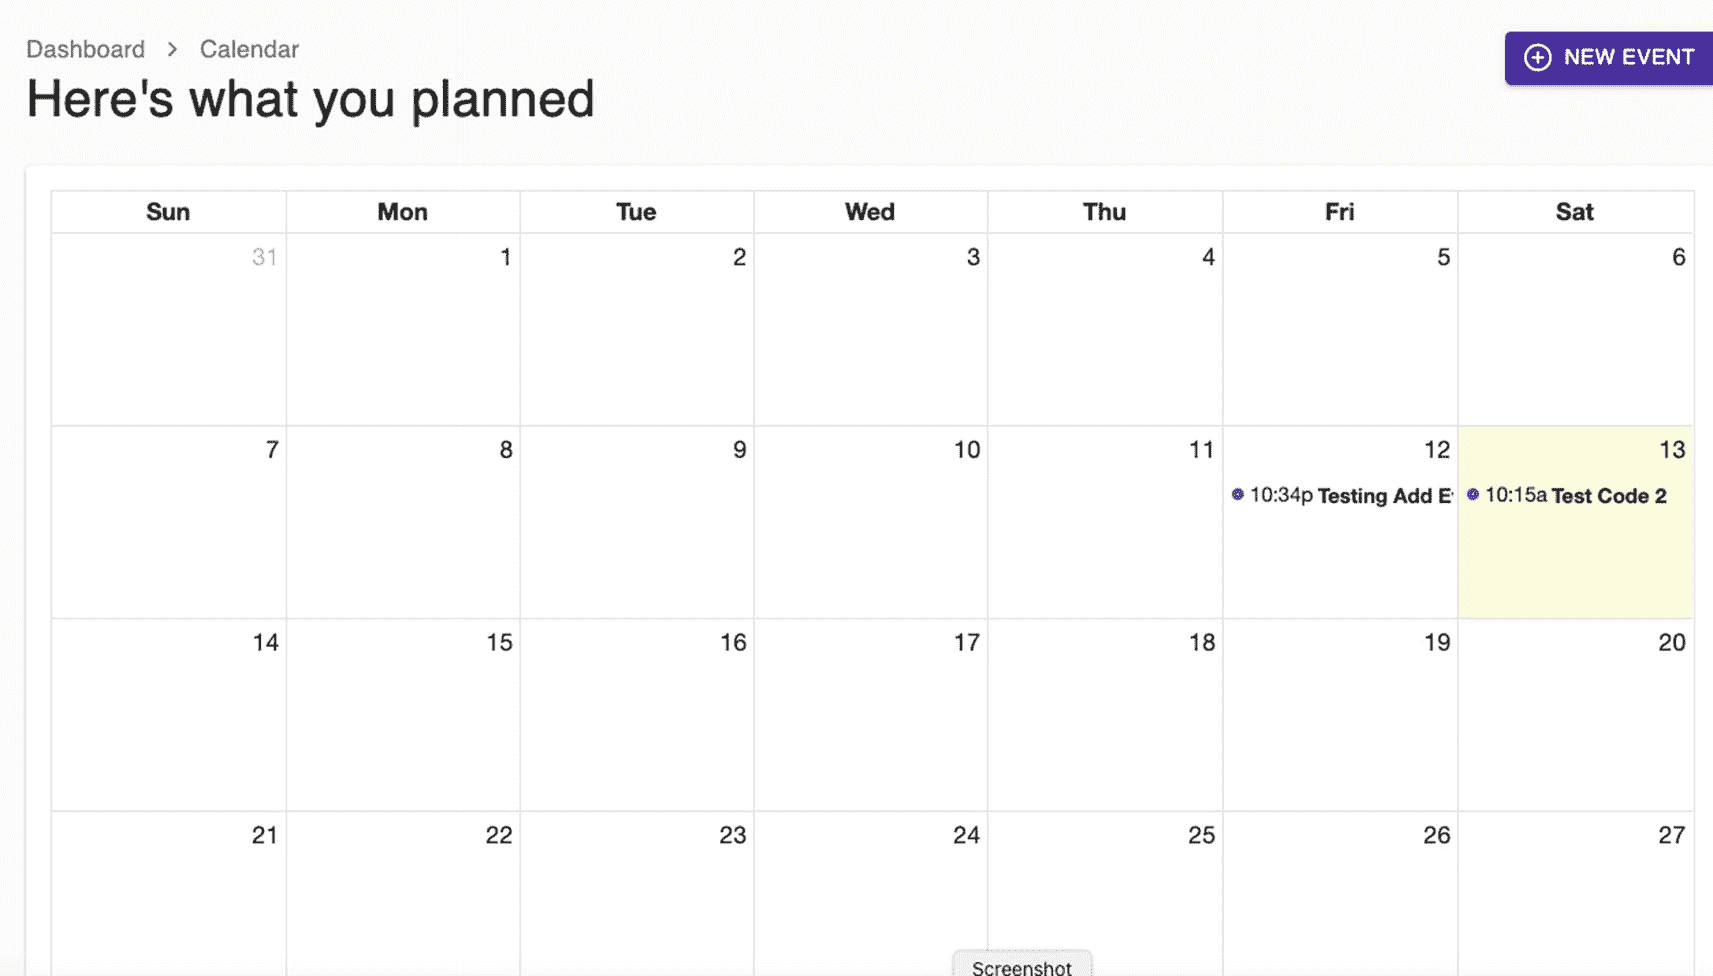 Dashboard > Calendar
NEW EVENT
Here's what you planned
Sun Mon Tue Wed Thu Fri Sat
31 1 2 3 4 5 6
7 8 9 10 11 12 13
10:34p Testing Add 10:15a Test Code 2
14 15 16 17 18 19 20
21 22 23 24 25 26 27
Screenshot